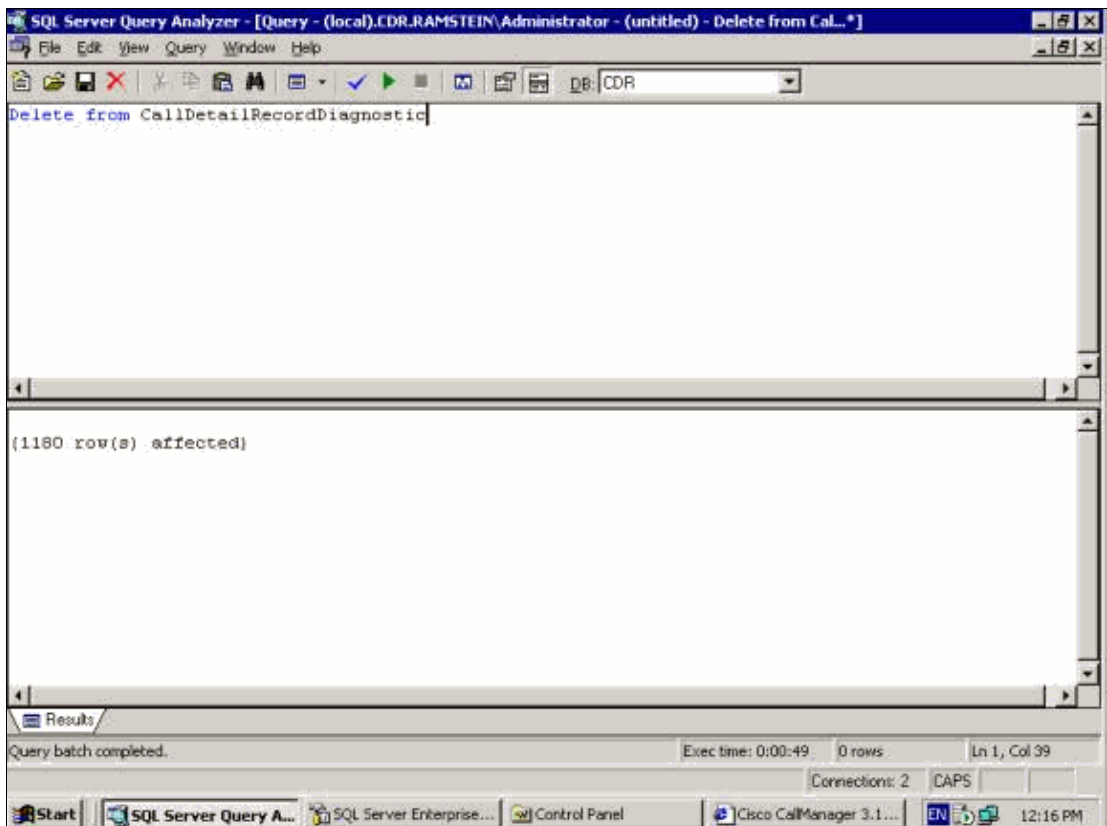 SQL Server Query Analyzer - [Query - (local).CDR.RAMSTEIN\Administrator - (untitled) - Delete from Cal...*]
File Edit View Query Window Help
DB: CDR
Delete from CallDetailRecordDiagnostic
(1180 row(s) affected)
Results
Query batch completed.
Exec time: 0:00:49 0 rows Ln 1, Col 39
Connections: 2 CAPS
Start SQL Server Query A... SQL Server Enterprise... Control Panel Cisco CallManager 3.1... EN 12:16 PM